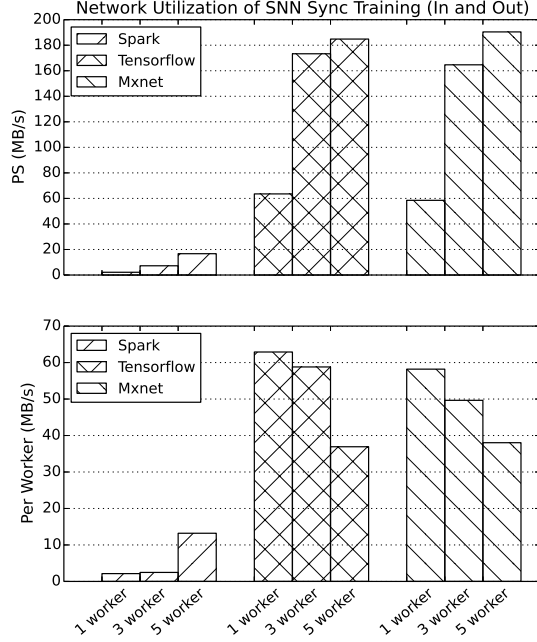 Network Utilization of SNN Sync Training (In and Out)
200
180
160
140
120
100
80
60
40
20
0
PS (MB/s)
Spark
Tensorflow
Mxnet
70
60
50
40
30
20
10
0
Per Worker (MB/s)
Spark
Tensorflow
Mxnet
1 worker
3 worker
5 worker
1 worker
3 worker
5 worker
1 worker
3 worker
5 worker